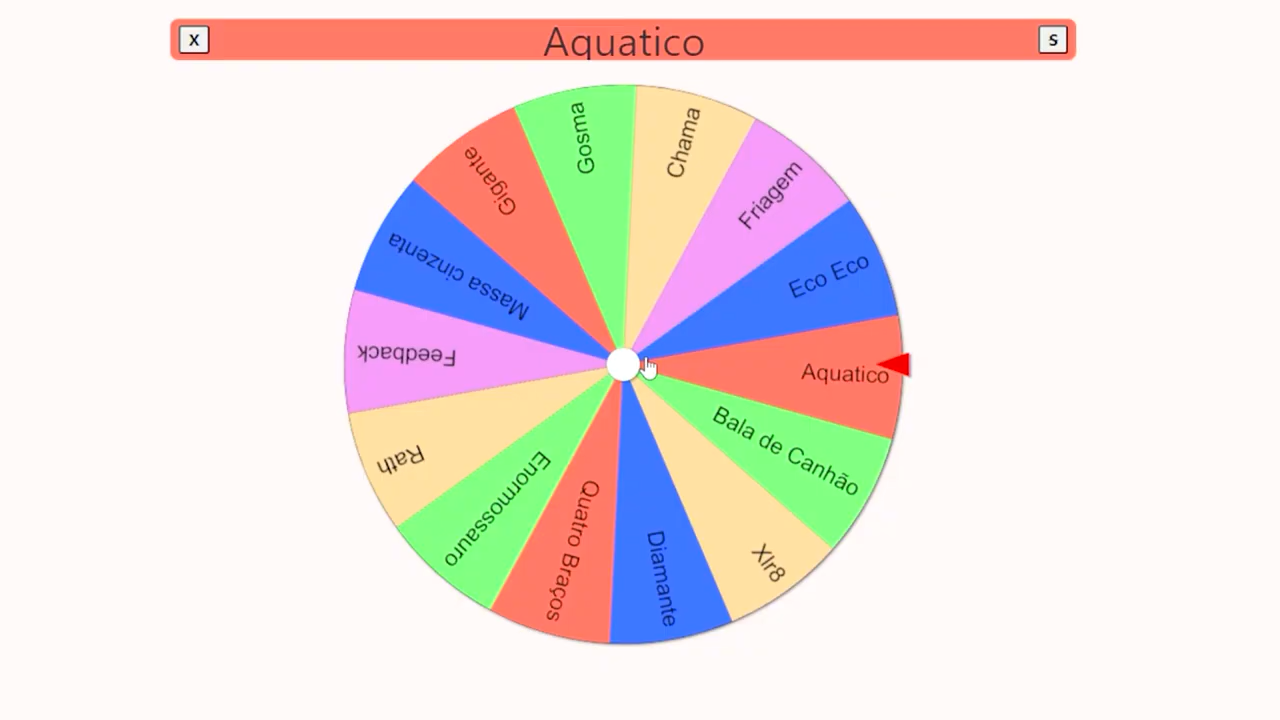 X
Aquatico
S
Gosma
Chama
Friagem
Eco Eco
Aquatico
Bala de Canhão
Xlr8
Diamante
Quatro Braços
Enormossauro
Rath
Feedback
Massa cinzenta
Gigante